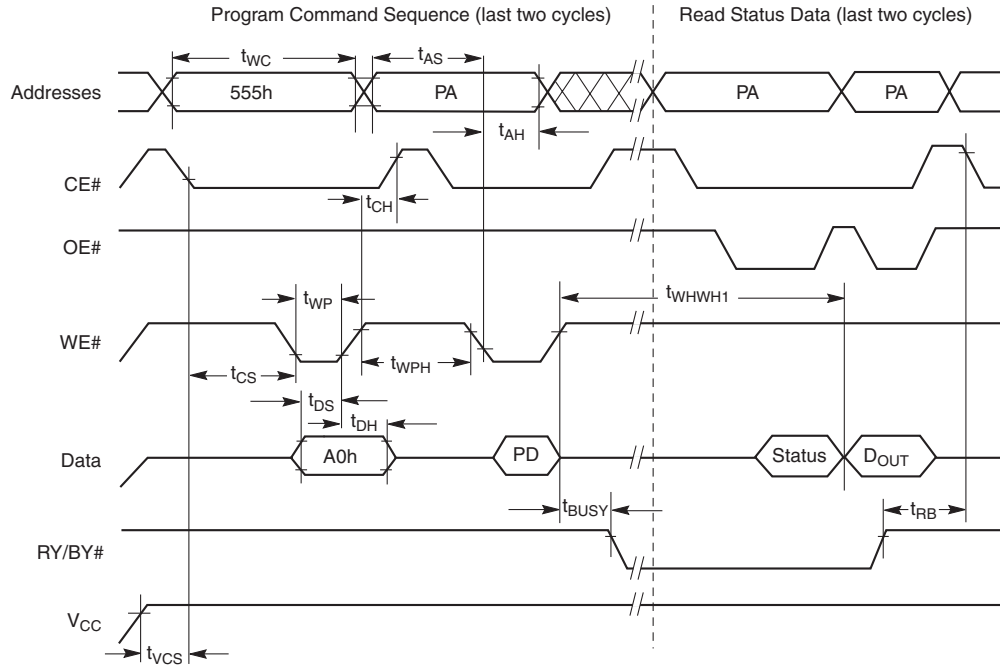 Program Command Sequence (last two cycles)
Read Status Data (last two cycles)
tWC
tAS
Addresses
555h
PA
PA
PA
tAH
CE#
tCH
OE#
tWP
tWHWH1
WE#
tCS
tWPH
tDS
tDH
Data
A0h
PD
Status
DOUT
tBUSY
tRB
RY/BY#
VCC
tVCS